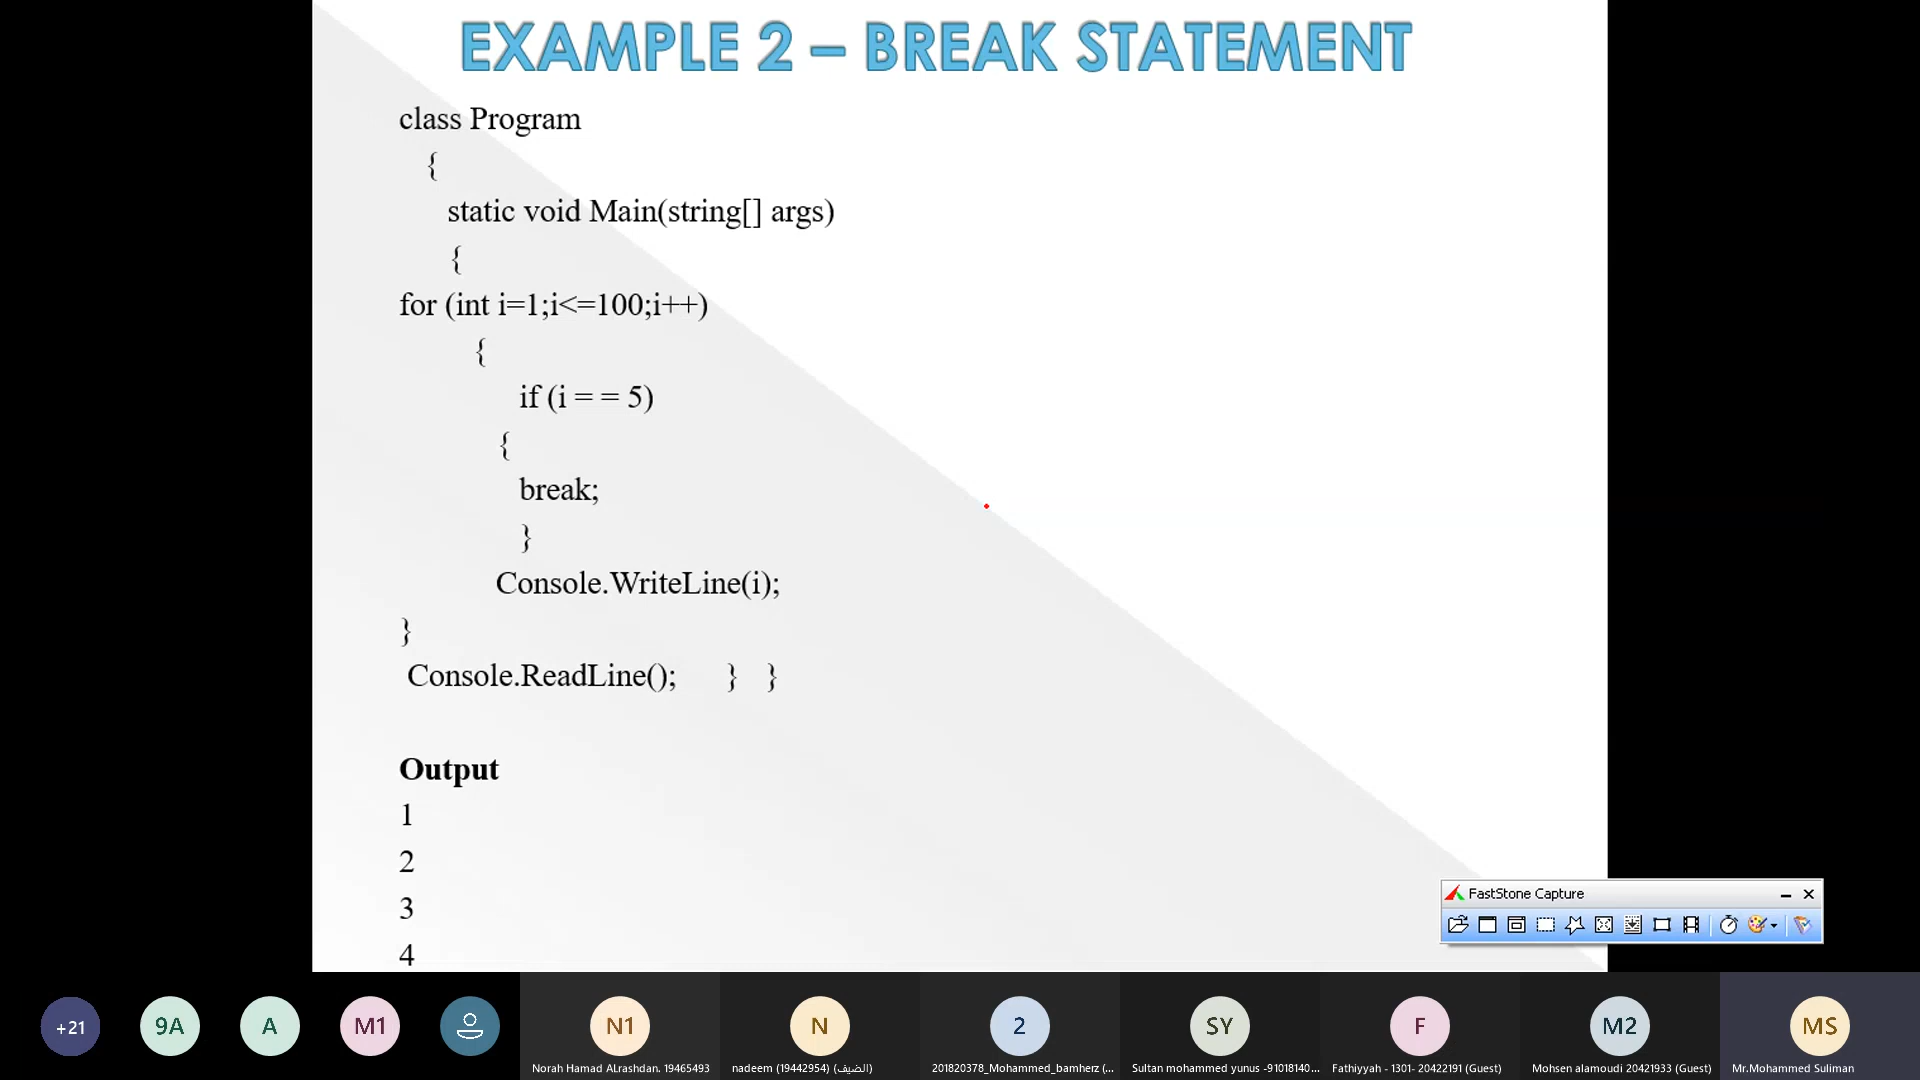 EXAMPLE 2 – BREAK STATEMENT
class Program
{
static void Main(string[] args)
{
for (int i=1;i<=100;i++)
{
if (i = = 5)
{
break;
}
Console.WriteLine(i);
}
Console.ReadLine(); } }
Output
1
2
3
4
FastStone Capture
+21
9A
A
M1
N1
N
2
SY
F
M2
MS
Norah Hamad ALrashdan. 19465493
nadeem (19442954) (الضيف)
201820378_Mohammed_bamherz (...
Sultan mohammed yunus -91018140...
Fathiyyah - 1301- 20422191 (Guest)
Mohsen alamoudi 20421933 (Guest)
Mr.Mohammed Suliman